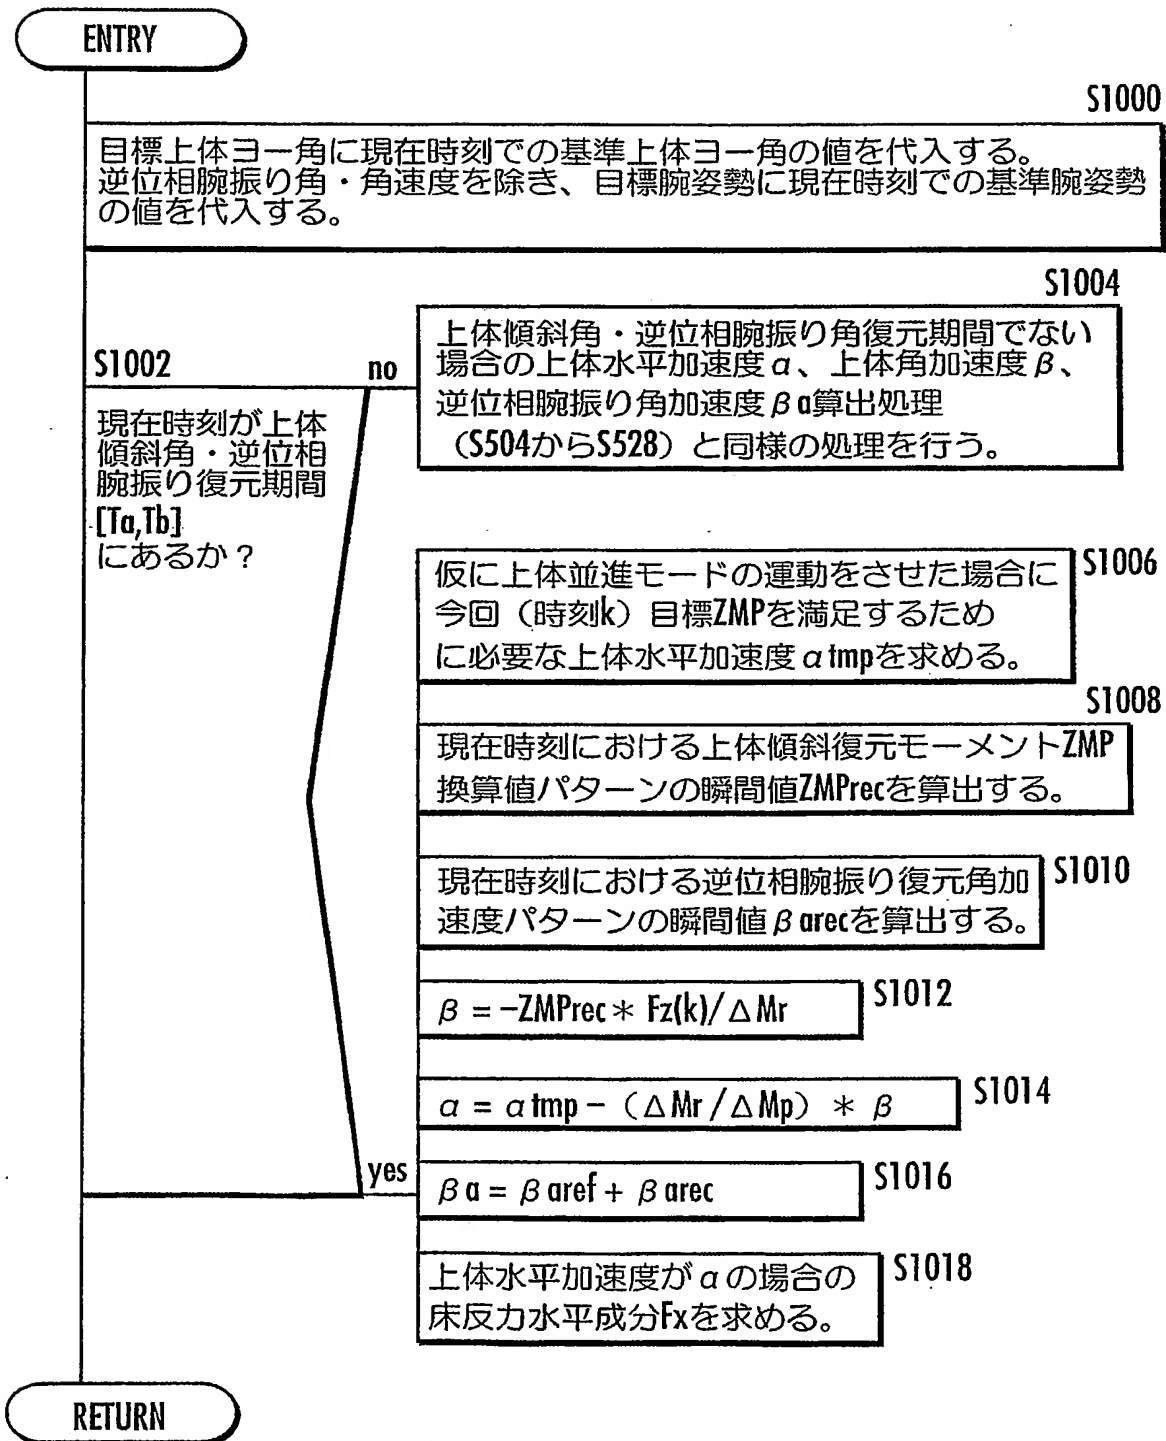 ENTRY
S1000
目標上体ヨー角に現在時刻での基準上体ヨー角の値を代入する。
逆位相腕振り角・角速度を除き、目標腕姿勢に現在時刻での基準腕姿勢
の値を代入する。
S1002
現在時刻が上体
傾斜角・逆位相
腕振り復元期間
[Ta,Tb]
にあるか？
no
S1004
上体傾斜角・逆位相腕振り角復元期間でない
場合の上体水平加速度α、上体角加速度β、
逆位相腕振り角加速度βa算出処理
（S504からS528）と同様の処理を行う。
S1006
仮に上体並進モードの運動をさせた場合に
今回（時刻k）目標ZMPを満足するため
に必要な上体水平加速度αtmpを求める。
S1008
現在時刻における上体傾斜復元モーメントZMP
換算値パターンの瞬間値ZMPrecを算出する。
S1010
現在時刻における逆位相腕振り復元角加
速度パターンの瞬間値βarecを算出する。
S1012
β = -ZMPrec＊ Fz(k)/ΔMr
S1014
α = αtmp -（ΔMr/ΔMp）＊ β
yes
S1016
βa = βaref + βarec
S1018
上体水平加速度がαの場合の
床反力水平成分Fxを求める。
RETURN